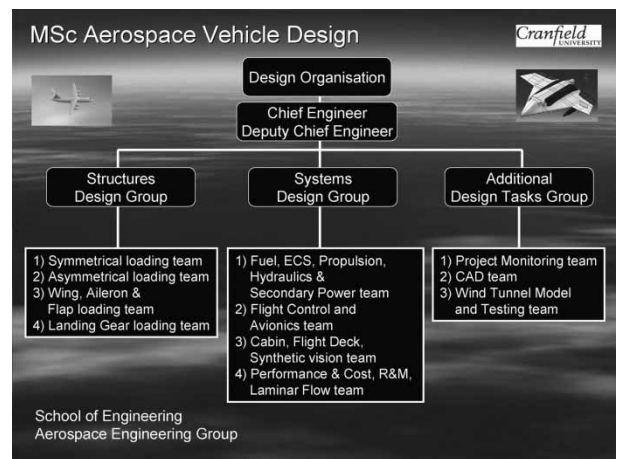 MSc Aerospace Vehicle Design
Cranfield
UNIVERSITY
Design Organisation
Chief Engineer
Deputy Chief Engineer
Structures
Design Group
Systems
Design Group
Additional
Design Tasks Group
1) Symmetrical loading team
2) Asymmetrical loading team
3) Wing, Aileron &
Flap loading team
4) Landing Gear loading team
1) Fuel, ECS, Propulsion,
Hydraulics &
Secondary Power team
2) Flight Control and
Avionics team
3) Cabin, Flight Deck,
Synthetic vision team
4) Performance & Cost, R&M,
Laminar Flow team
1) Project Monitoring team
2) CAD team
3) Wind Tunnel Model
and Testing team
School of Engineering
Aerospace Engineering Group